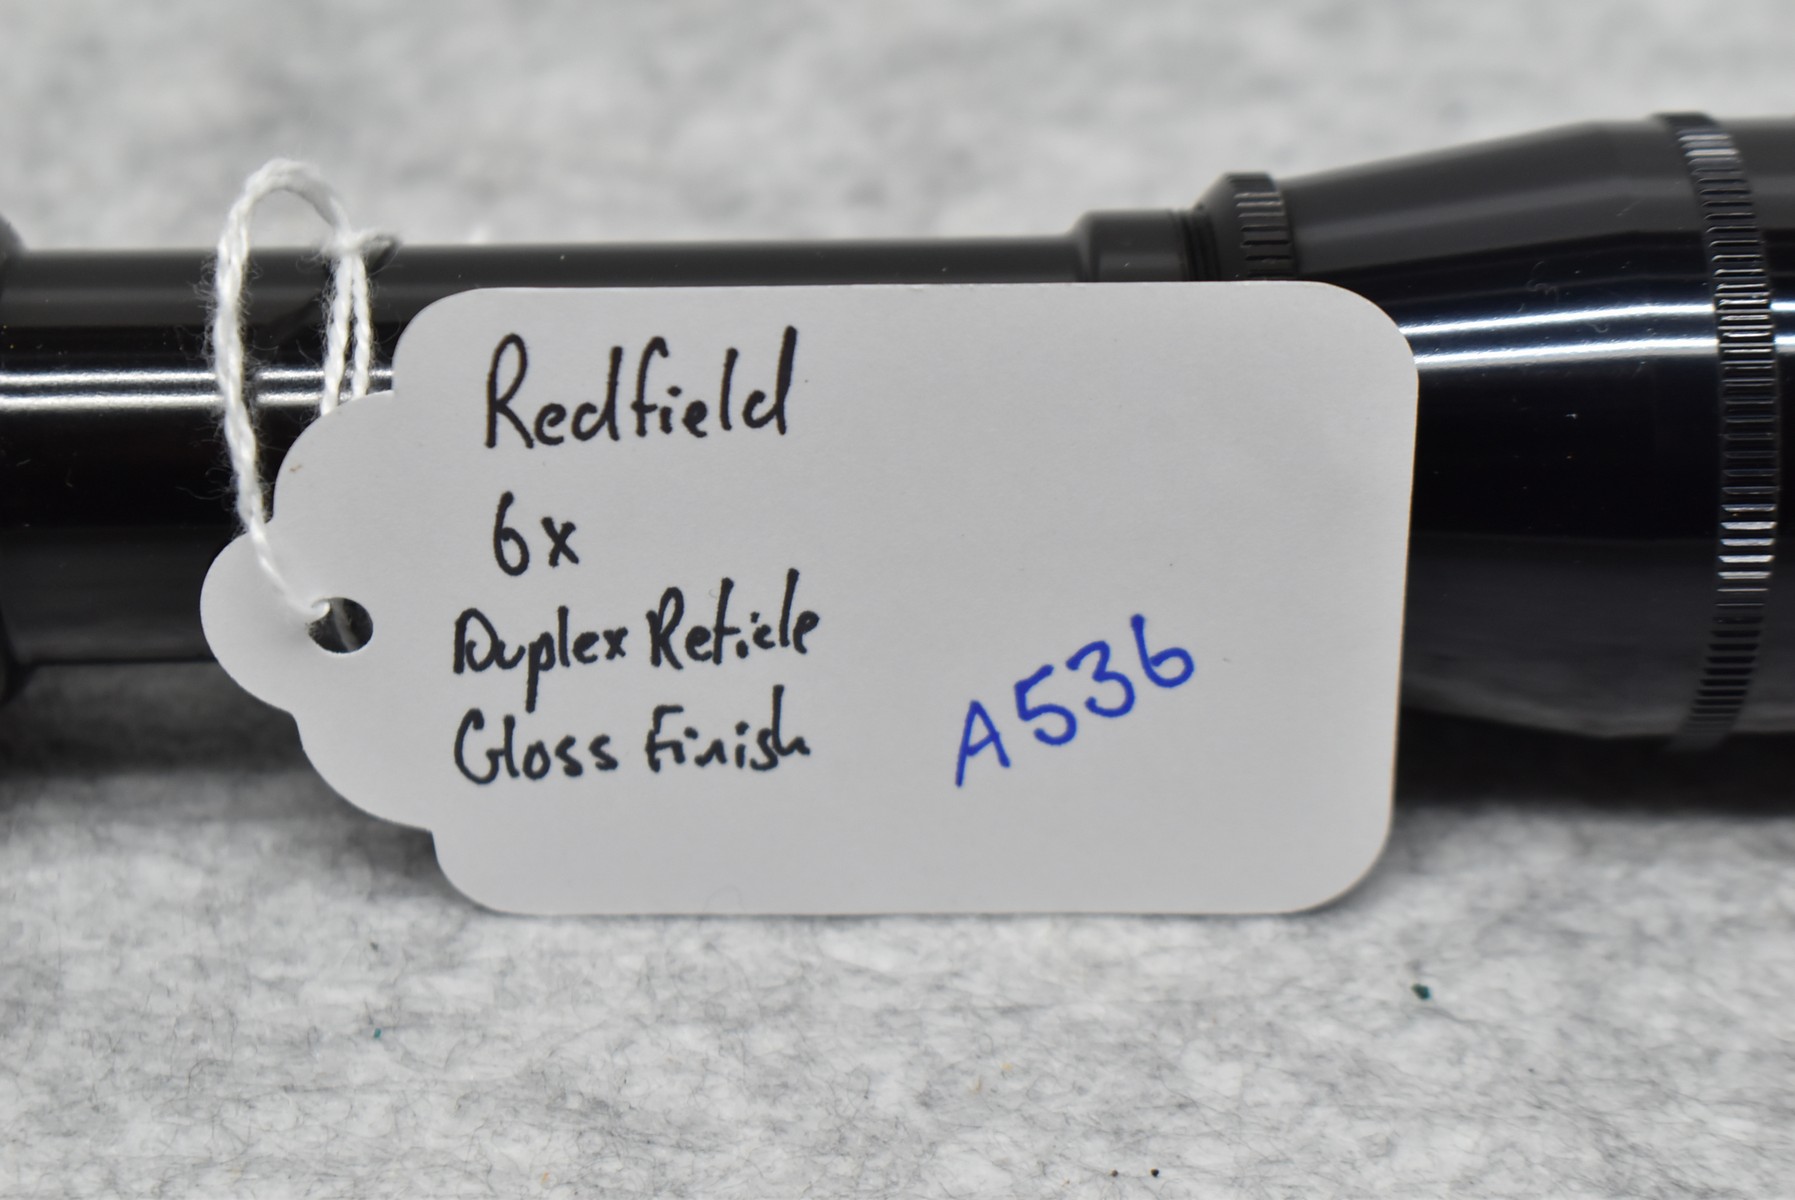 Redfield
6x
Duplex Reticle
Gloss Finish
A536